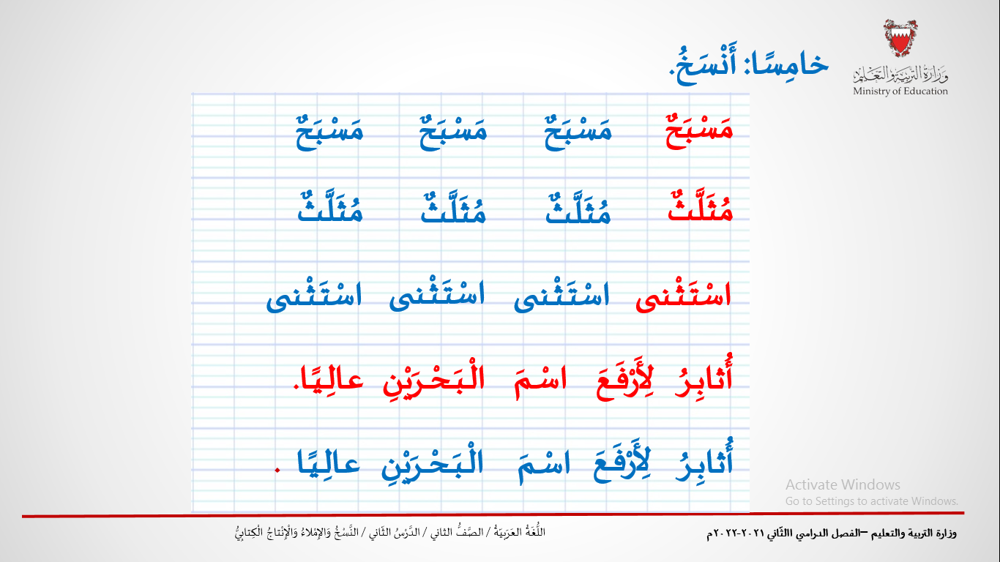 وزارة التربية والتعليم
Ministry of Education
خامِسًا: أَنْسَخُ.
مَسْبَحٌ مَسْبَحٌ مَسْبَحٌ مَسْبَحٌ
مُثَلَّثٌ مُثَلَّثٌ مُثَلَّثٌ مُثَلَّثٌ
اسْتَثْنى اسْتَثْنى اسْتَثْنى اسْتَثْنى
أُثابِرُ لِأَرْفَعَ اسْمَ الْبَحْرَيْنِ عالِيًا.
أُثابِرُ لِأَرْفَعَ اسْمَ الْبَحْرَيْنِ عالِيًا .
Activate Windows
Go to Settings to activate Windows.
وزارة التربية والتعليم –الفصل الدراسي االثّاني ٢٠٢١-٢٠٢٢م
اللُّغَةُ العَرَبِيَّةُ / الصَّفُّ الثاني / الدَّرْسُ الثَّاني / النَّسْخُ وَالإِمْلاءُ وَالْإِنْتاجُ الْكِتابِيُّ